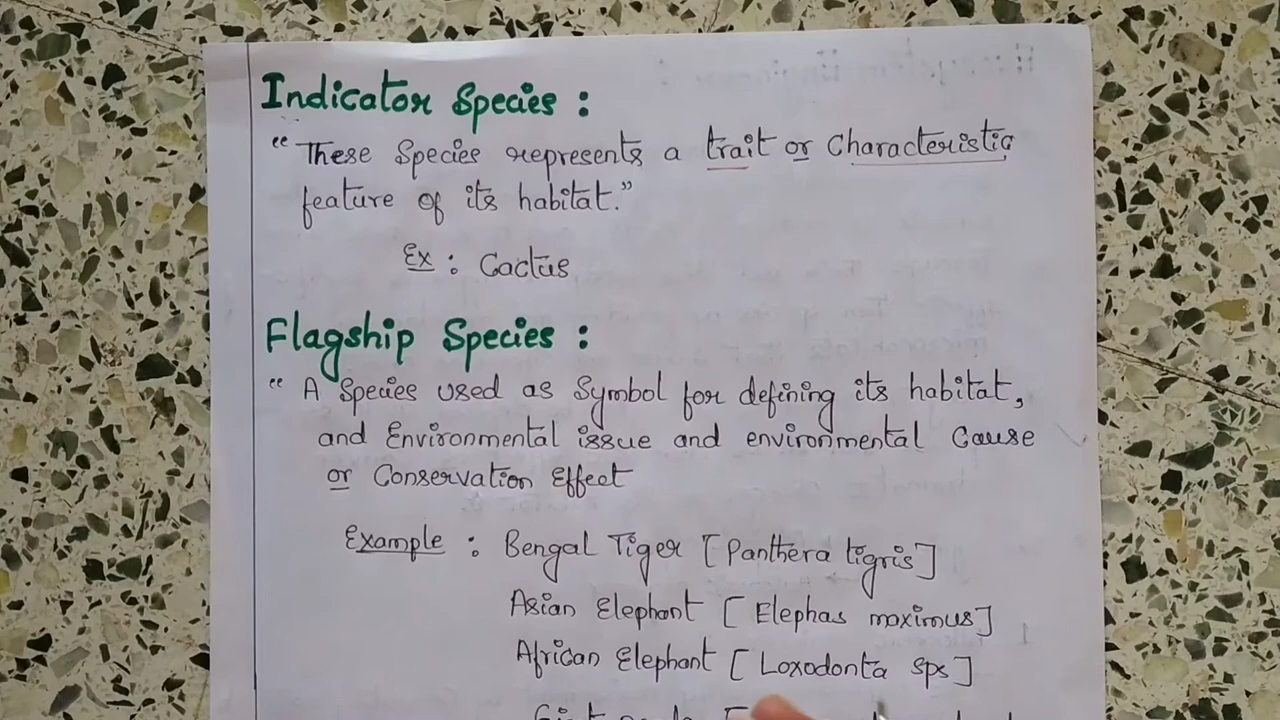 Indicator Species :
“These Species represents a trait or Characteristic
feature of its habitat.”
Ex : Cactus
Flagship Species :
“A Species used as Symbol for defining its habitat,
and Environmental issue and environmental Cause
or Conservation Effect
Example : Bengal Tiger [Panthera tigris]
Asian Elephant [Elephas maximus]
African Elephant [Loxodonta Sps]